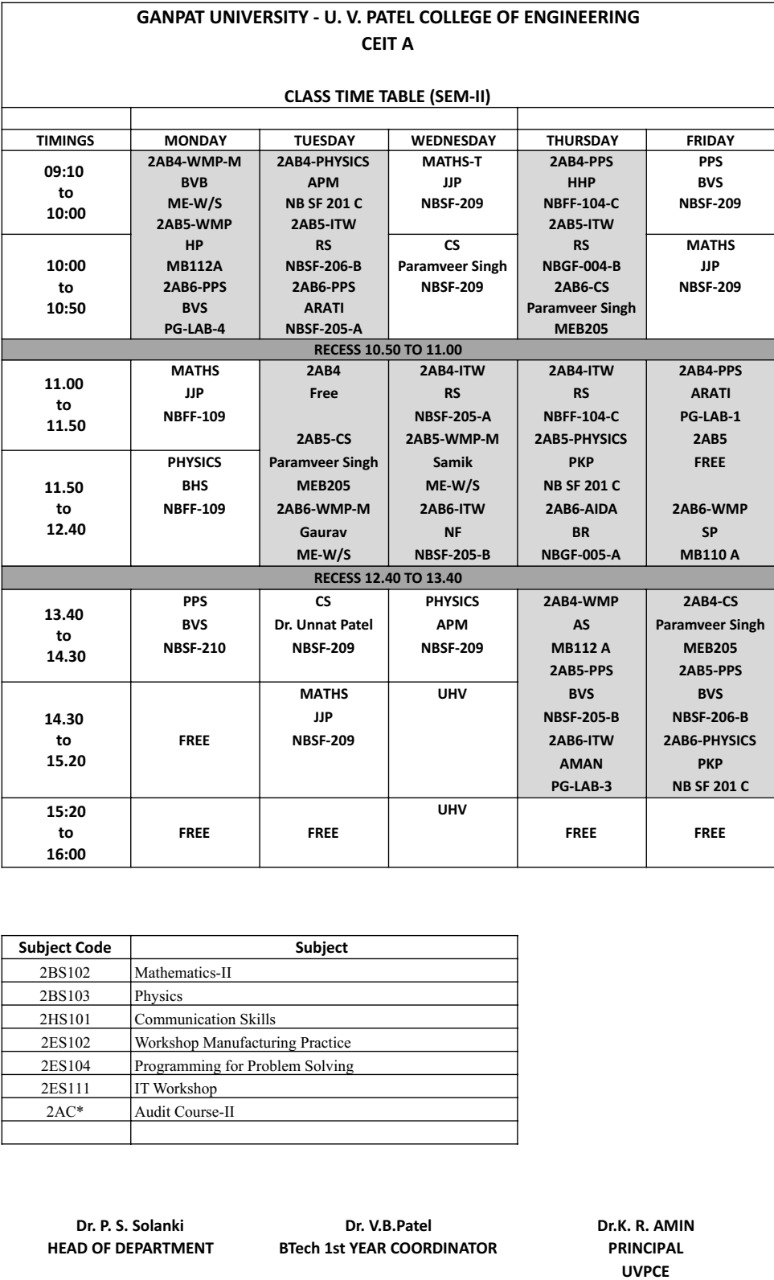 GANPAT UNIVERSITY - U. V. PATEL COLLEGE OF ENGINEERING
CEIT A
CLASS TIME TABLE (SEM-II)
TIMINGS MONDAY TUESDAY WEDNESDAY THURSDAY FRIDAY
09:10
to
10:00
2AB4-WMP-M
BVB
ME-W/S
2AB5-WMP
HP
MB112A
2AB6-PPS
BVS
PG-LAB-4
2AB4-PHYSICS
APM
NB SF 201 C
2AB5-ITW
RS
NBSF-206-B
2AB6-PPS
ARATI
NBSF-205-A
MATHS-T
JJP
NBSF-209
2AB4-PPS
HHP
NBFF-104-C
2AB5-ITW
RS
NBGF-004-B
2AB6-CS
Paramveer Singh
MEB205
PPS
BVS
NBSF-209
10:00
to
10:50
CS
Paramveer Singh
NBSF-209
MATHS
JJP
NBSF-209
RECESS 10.50 TO 11.00
11.00
to
11.50
MATHS
JJP
NBFF-109
2AB4
Free
2AB5-CS
Paramveer Singh
MEB205
2AB6-WMP-M
Gaurav
ME-W/S
2AB4-ITW
RS
NBSF-205-A
2AB5-WMP-M
Samik
ME-W/S
2AB6-ITW
NF
NBSF-205-B
2AB4-ITW
RS
NBFF-104-C
2AB5-PHYSICS
PKP
NB SF 201 C
2AB6-AIDA
BR
NBGF-005-A
2AB4-PPS
ARATI
PG-LAB-1
2AB5
FREE
2AB6-WMP
SP
MB110 A
11.50
to
12.40
PHYSICS
BHS
NBFF-109
RECESS 12.40 TO 13.40
13.40
to
14.30
PPS
BVS
NBSF-210
CS
Dr. Unnat Patel
NBSF-209
PHYSICS
APM
NBSF-209
2AB4-WMP
AS
MB112 A
2AB5-PPS
BVS
NBSF-205-B
2AB6-ITW
AMAN
PG-LAB-3
2AB4-CS
Paramveer Singh
MEB205
2AB5-PPS
BVS
NBSF-206-B
2AB6-PHYSICS
PKP
NB SF 201 C
14.30
to
15.20
FREE
MATHS
JJP
NBSF-209
UHV
15:20
to
16:00
FREE
FREE
UHV
FREE
FREE
Subject Code Subject
2BS102 Mathematics-II
2BS103 Physics
2HS101 Communication Skills
2ES102 Workshop Manufacturing Practice
2ES104 Programming for Problem Solving
2ES111 IT Workshop
2AC* Audit Course-II
Dr. P. S. Solanki Dr. V.B.Patel Dr.K. R. AMIN
HEAD OF DEPARTMENT BTech 1st YEAR COORDINATOR PRINCIPAL
UVPCE